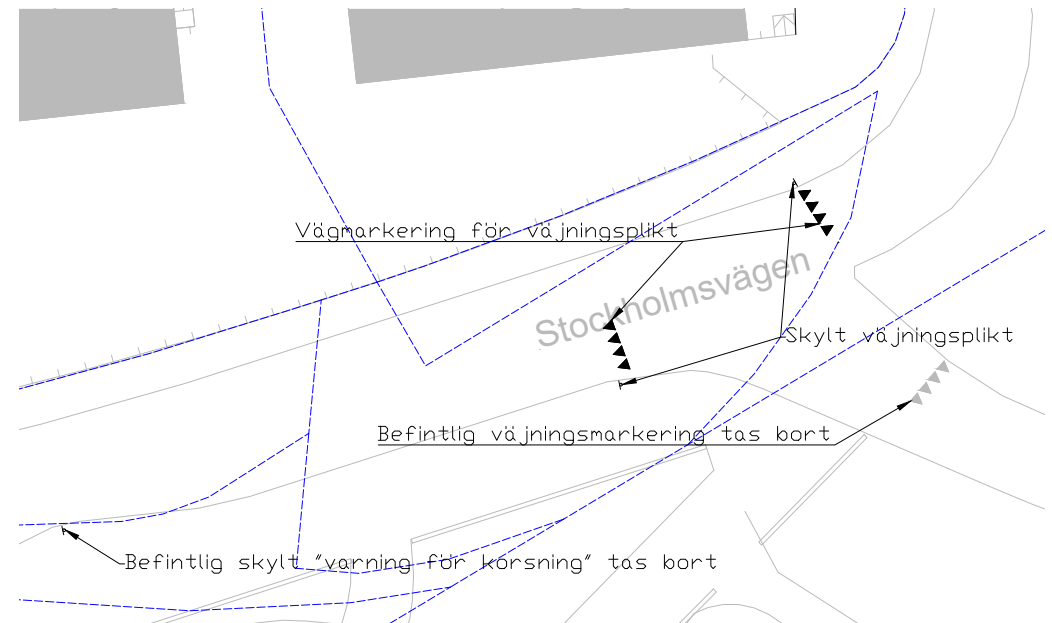 Vägmarkering för väjningsplikt
Stockholmsvägen
Skylt väjningsplikt
Befintlig väjningsmarkering tas bort
Befintlig skylt "varning för korsning" tas bort